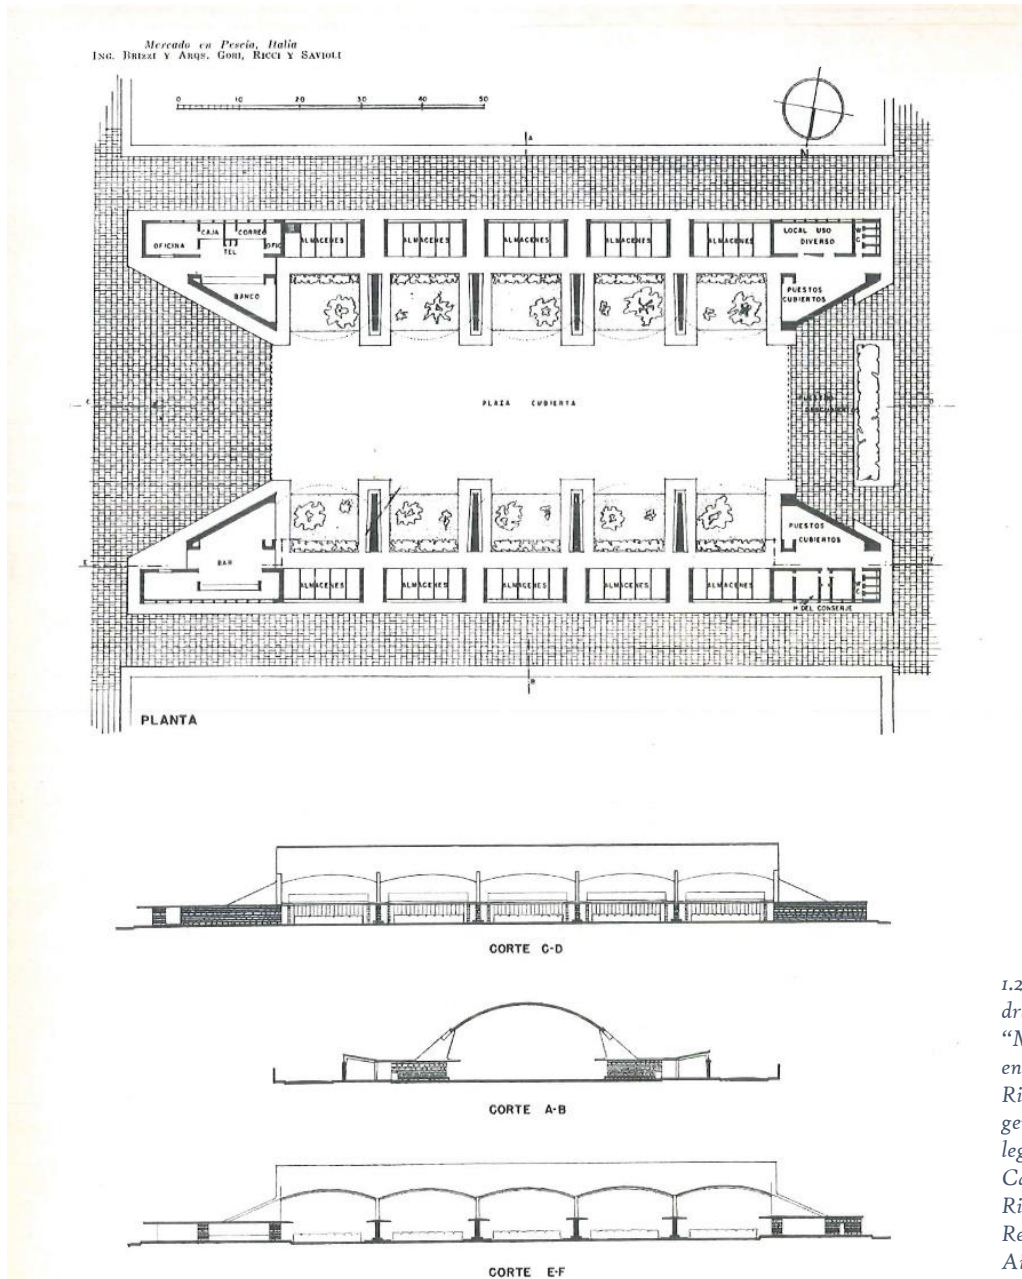 Mercado en Pescia, Italia
ING. BRIZZI Y ARQS. GORI, RICCI Y SAVIOLI
0 10 20 30 40 50
A
N
OFICINA
CAJA
CORREO
TEL
OFIC
ALMACENES
ALMACENES
ALMACENES
ALMACENES
ALMACENES
LOCAL USO
DIVERSO
W
C
BANCO
PUESTOS
CUBIERTOS
PLAZA CUBIERTA
PUESTOS
DESCUBIERTOS
C
D
PUESTOS
CUBIERTOS
E
F
BAR
ALMACENES
ALMACENES
ALMACENES
ALMACENES
ALMACENES
W
C
H DEL CONSERJE
B
PLANTA
CORTE C-D
CORTE A-B
CORTE E-F
1.2
dr
“M
en
Ri
ge
leg
Ca
Ri
Re